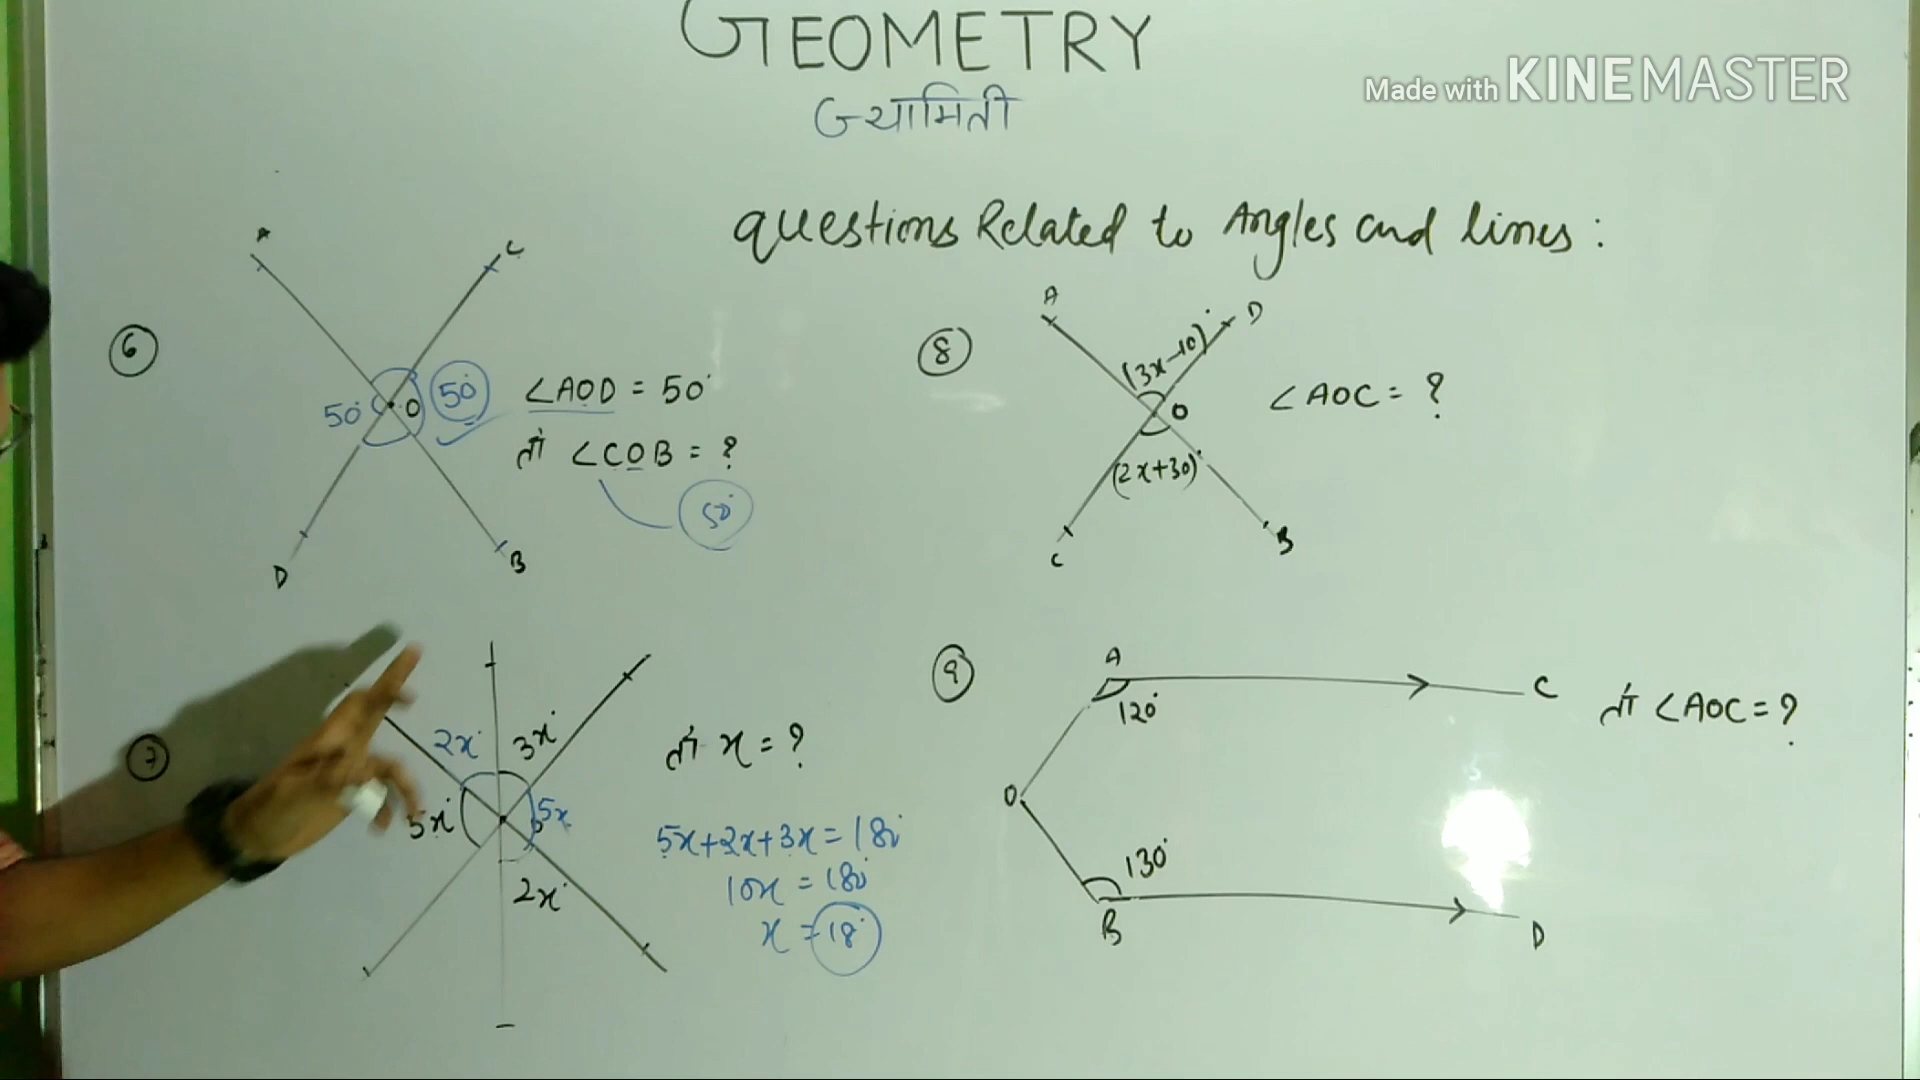 GEOMETRY
ज्यामिती
Made with KINEMASTER
questions Related to Angles and lines:
6
A
C
50°
O
50°
∠AOD = 50°
तो ∠COB = ?
50°
D
B
8
A
D
(3x-10)°
O
∠AOC = ?
(2x+30)°
C
B
7
2x°
3x°
5x°
5x
2x°
तो x = ?
5x+2x+3x = 180°
10x = 180°
x = 18°
9
A
C
120°
O
130°
B
D
तो ∠AOC = ?